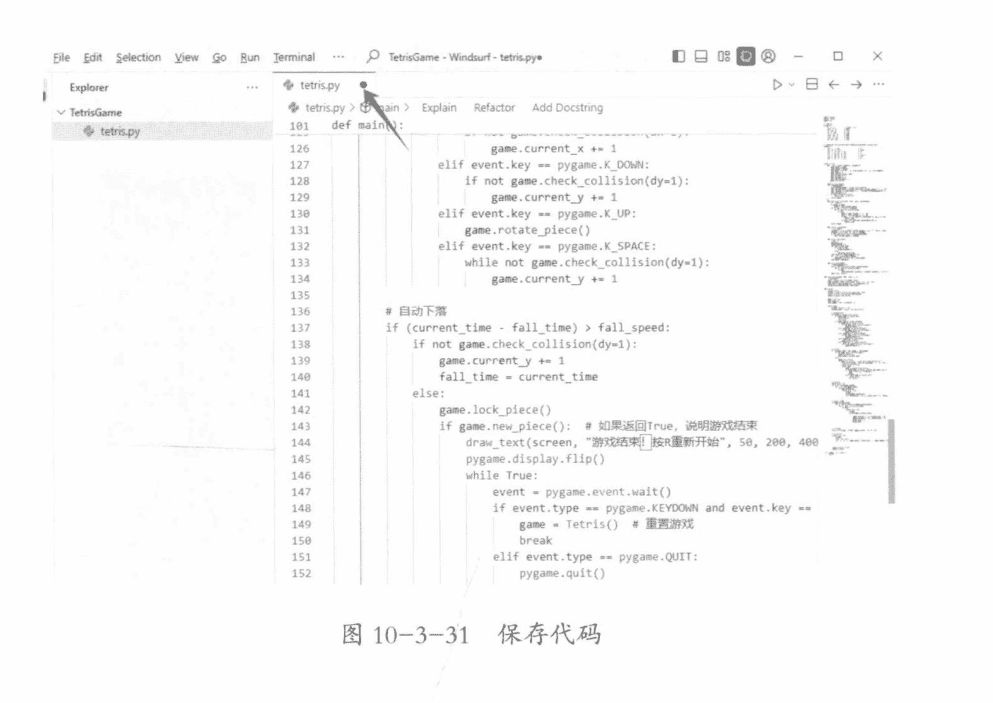 File Edit Selection View Go Run Terminal ··· TetrisGame - Windsurf - tetris.py●
Explorer ···
tetris.py ●
TetrisGame
tetris.py
tetris.py > main > Explain Refactor Add Docstring
101 def main():
126 game.current_x += 1
127 elif event.key == pygame.K_DOWN:
128 if not game.check_collision(dy=1):
129 game.current_y += 1
130 elif event.key == pygame.K_UP:
131 game.rotate_piece()
132 elif event.key == pygame.K_SPACE:
133 while not game.check_collision(dy=1):
134 game.current_y += 1
135
136 # 自动下落
137 if (current_time - fall_time) > fall_speed:
138 if not game.check_collision(dy=1):
139 game.current_y += 1
140 fall_time = current_time
141 else:
142 game.lock_piece()
143 if game.new_piece(): # 如果返回True，说明游戏结束
144 draw_text(screen, "游戏结束！按R重新开始", 50, 200, 400
145 pygame.display.flip()
146 while True:
147 event = pygame.event.wait()
148 if event.type == pygame.KEYDOWN and event.key ==
149 game = Tetris() # 重置游戏
150 break
151 elif event.type == pygame.QUIT:
152 pygame.quit()
图 10-3-31 保存代码